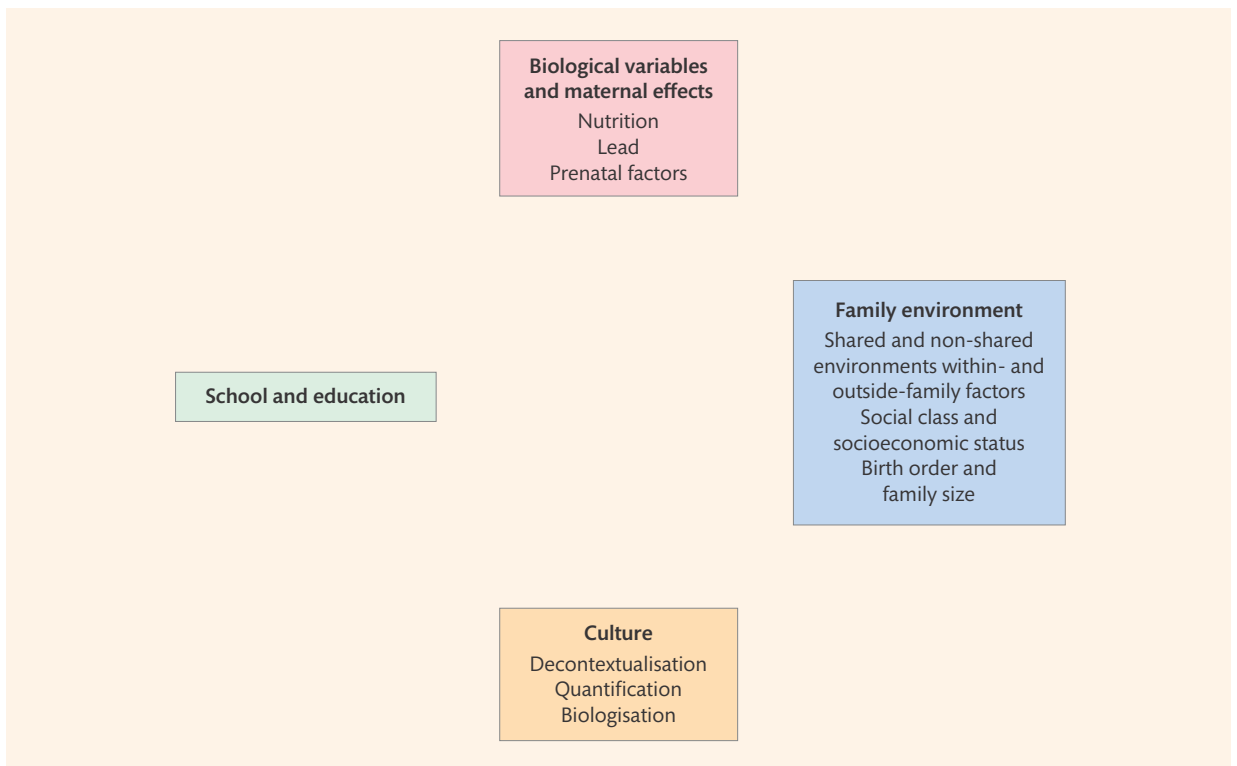 Biological variables
and maternal effects
Nutrition
Lead
Prenatal factors
Family environment
Shared and non-shared
environments within- and
outside-family factors
Social class and
socioeconomic status
Birth order and
family size
School and education
Culture
Decontextualisation
Quantification
Biologisation